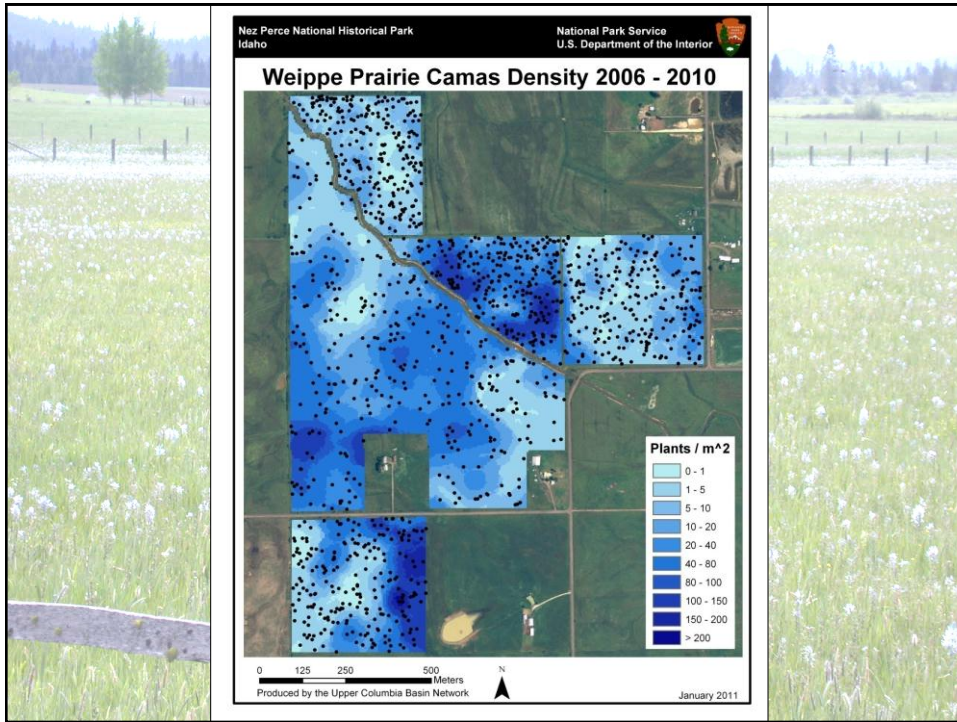 Nez Perce National Historical Park
Idaho
National Park Service
U.S. Department of the Interior
Weippe Prairie Camas Density 2006 - 2010
Plants / m^2
0 - 1
1 - 5
5 - 10
10 - 20
20 - 40
40 - 80
80 - 100
100 - 150
150 - 200
> 200
0 125 250 500
Meters
Produced by the Upper Columbia Basin Network
N
January 2011